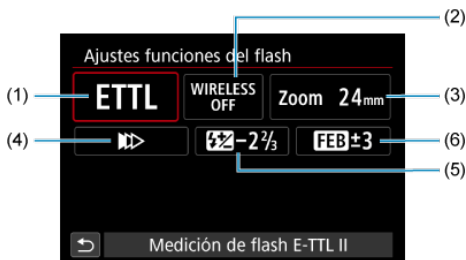 (2)
Ajustes funciones del flash
(1) ETTL WIRELESS OFF Zoom 24mm (3)
(4) -2⅔ FEB±3 (6)
(5)
Medición de flash E-TTL II